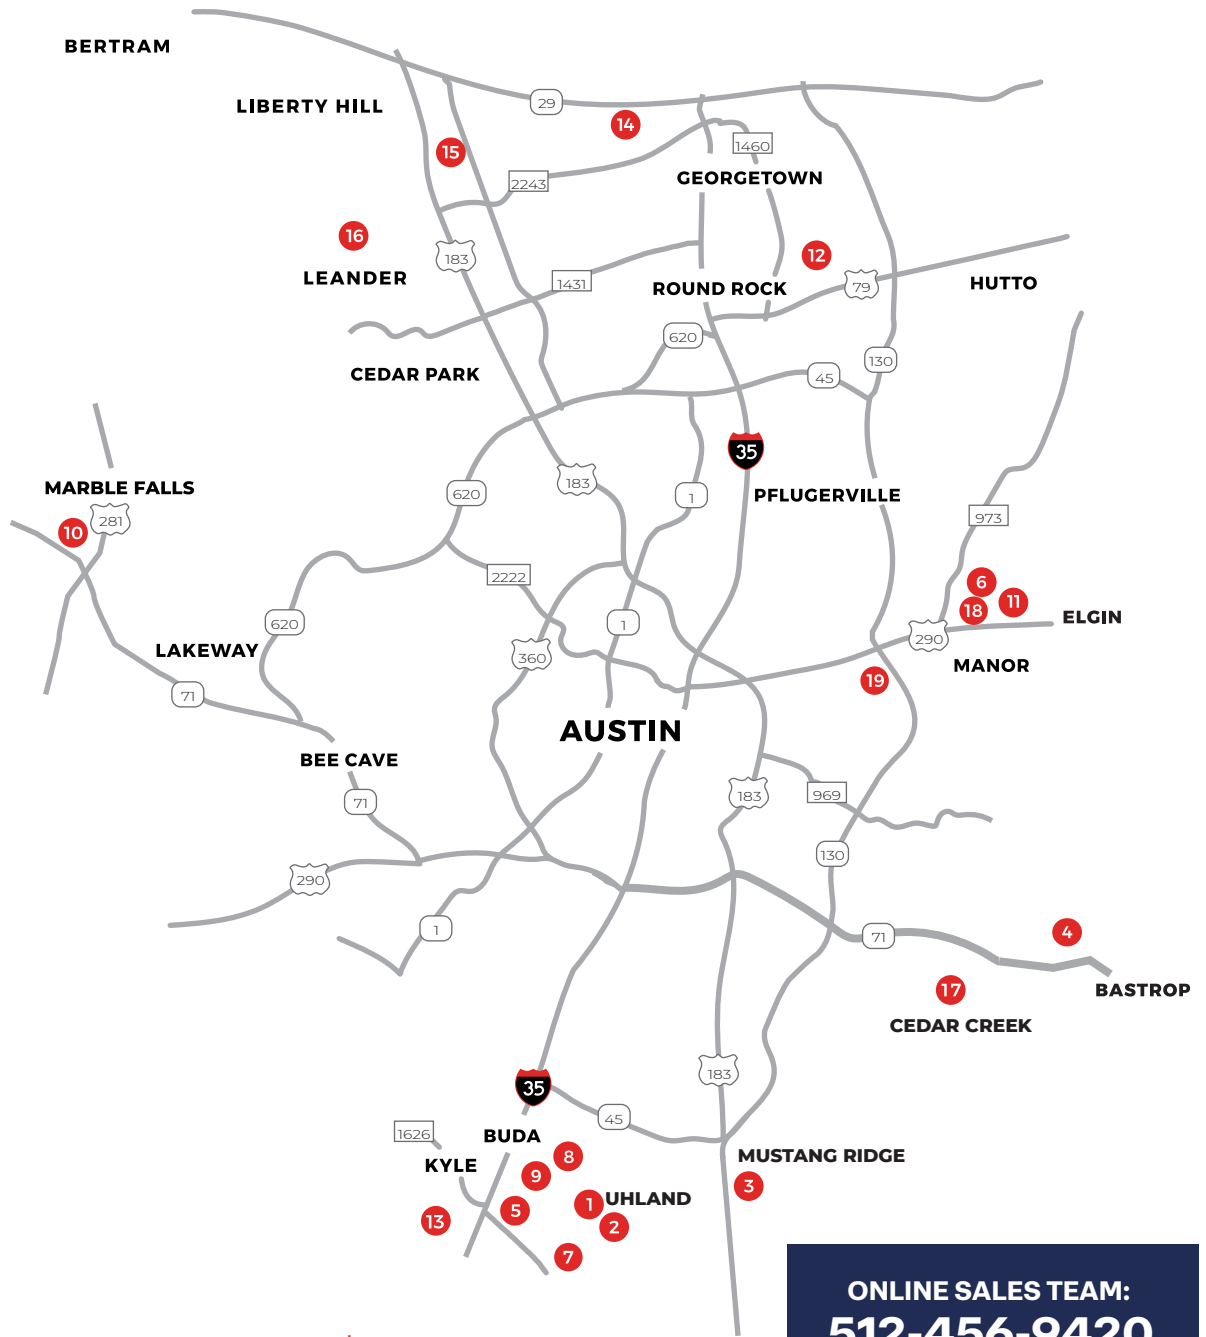 BERTRAM
LIBERTY HILL
29
14
15
1460
2243
GEORGETOWN
16
183
12
LEANDER
1431
ROUND ROCK
79
HUTTO
620
130
CEDAR PARK
45
35
183
MARBLE FALLS
620
1
PFLUGERVILLE
281
10
973
2222
6
11
18
620
1
ELGIN
290
LAKEWAY
360
MANOR
19
71
AUSTIN
BEE CAVE
183
969
71
130
290
1
71
4
17
BASTROP
CEDAR CREEK
183
35
45
1626
BUDA
8
MUSTANG RIDGE
KYLE
9
3
1
UHLAND
5
13
2
7
ONLINE SALES TEAM:
512-456-9420